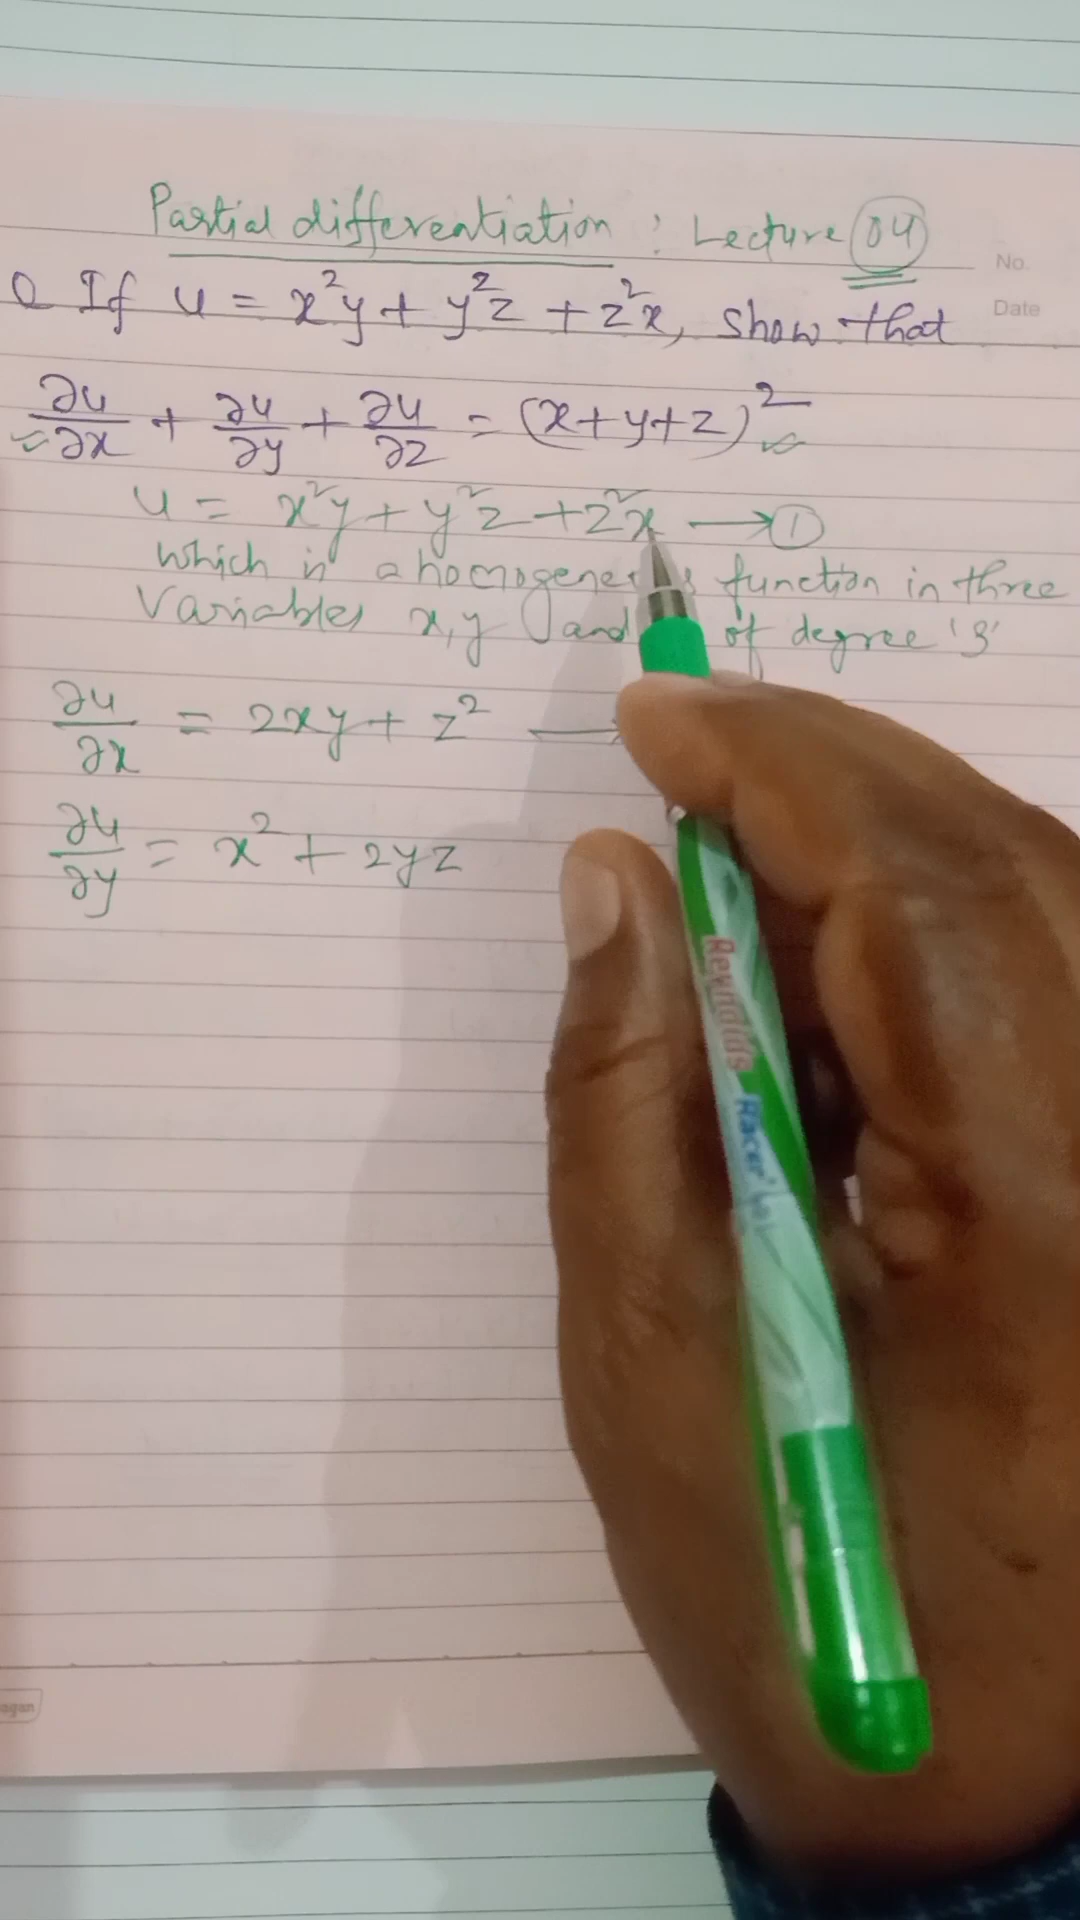 Partial differentiation : Lecture 04
No.
Q If u = x²y + y²z + z²x, show that
Date
∂u/∂x + ∂u/∂y + ∂u/∂z = (x+y+z)²
u = x²y + y²z + z²x → ①
which is a homogene function in three
Variables x, y and of degree '3'
∂u/∂x = 2xy + z² →
∂u/∂y = x² + 2yz
Reynolds Racer